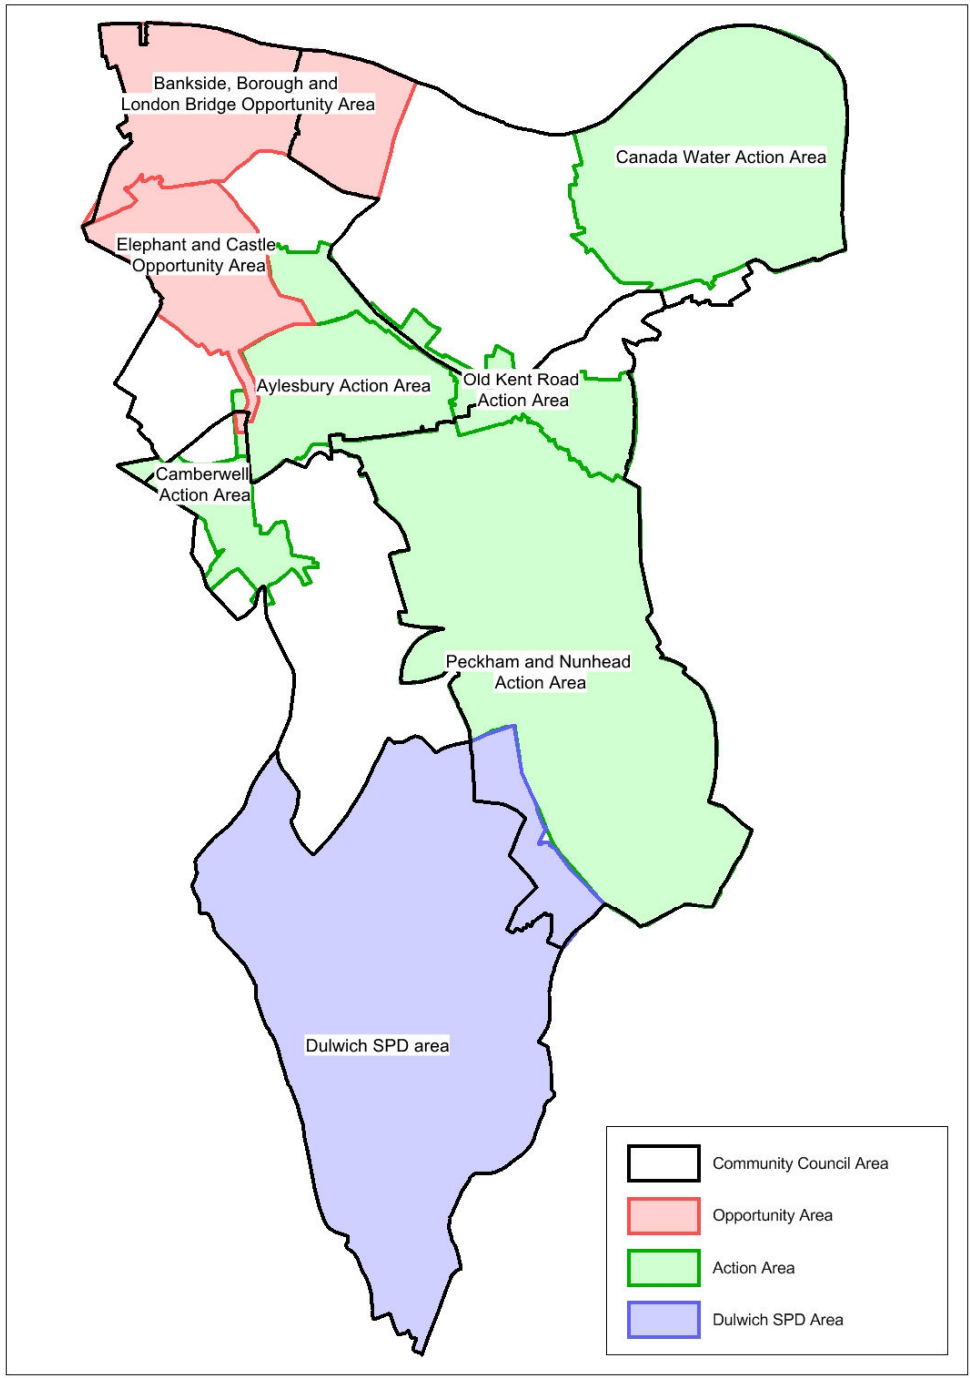 Bankside, Borough and
London Bridge Opportunity Area
Canada Water Action Area
Elephant and Castle
Opportunity Area
Aylesbury Action Area
Old Kent Road
Action Area
Camberwell
Action Area
Peckham and Nunhead
Action Area
Dulwich SPD area
Community Council Area
Opportunity Area
Action Area
Dulwich SPD Area